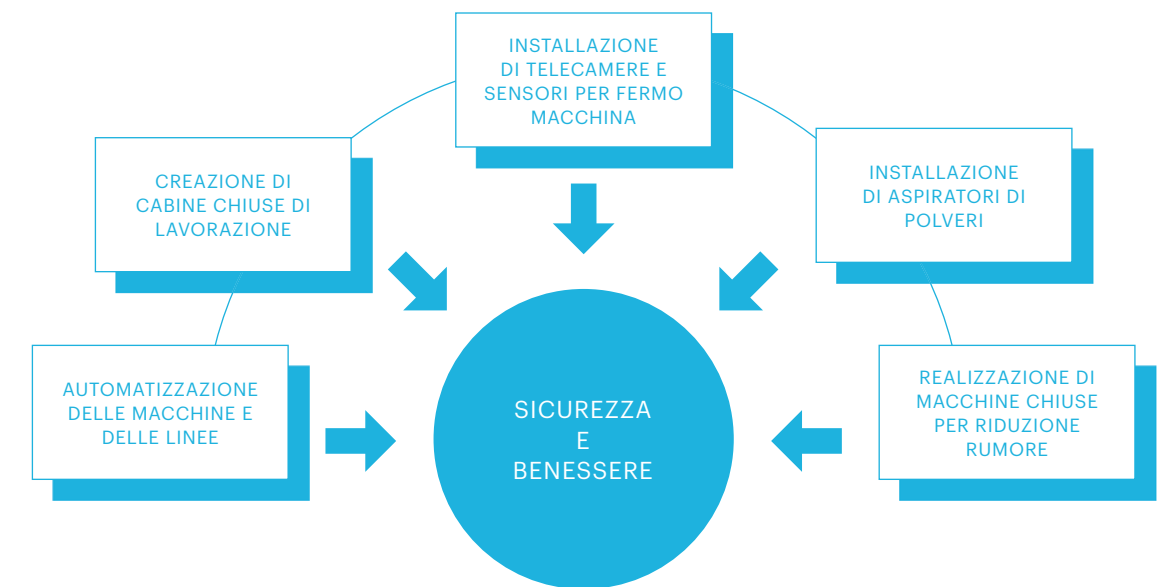 INSTALLAZIONE
DI TELECAMERE E
SENSORI PER FERMO
MACCHINA
CREAZIONE DI
CABINE CHIUSE DI
LAVORAZIONE
INSTALLAZIONE
DI ASPIRATORI DI
POLVERI
AUTOMATIZZAZIONE
DELLE MACCHINE E
DELLE LINEE
SICUREZZA
E
BENESSERE
REALIZZAZIONE DI
MACCHINE CHIUSE
PER RIDUZIONE
RUMORE